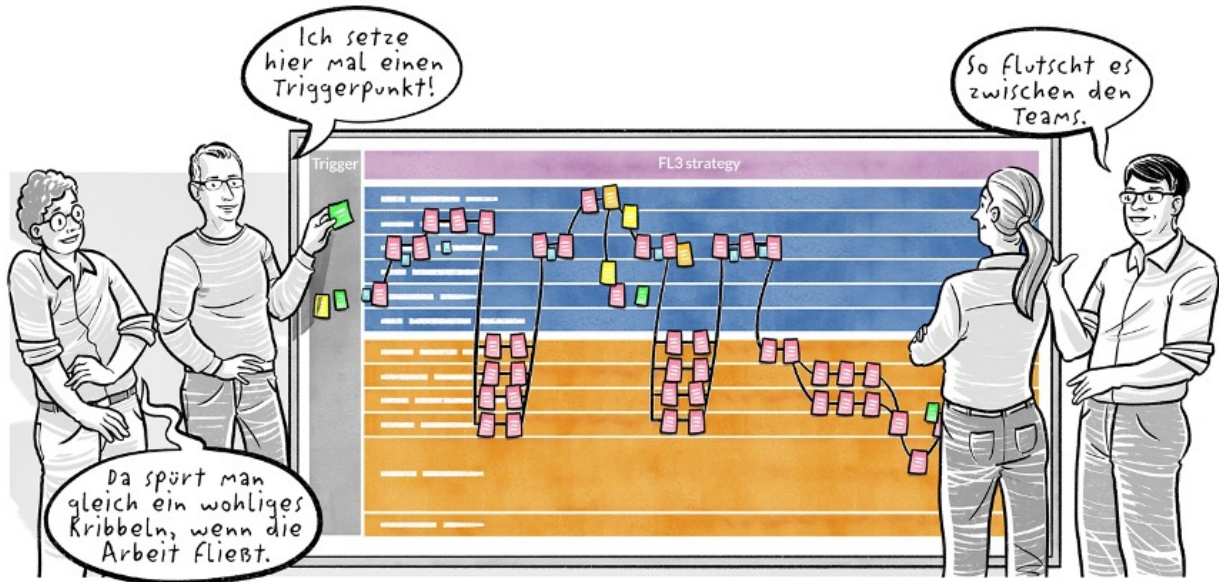 Ich setze
hier mal einen
Triggerpunkt!
So flutscht es
zwischen den
Teams.
Trigger
FL3 strategy
Da spürt man
gleich ein wohliges
Kribbeln, wenn die
Arbeit fließt.